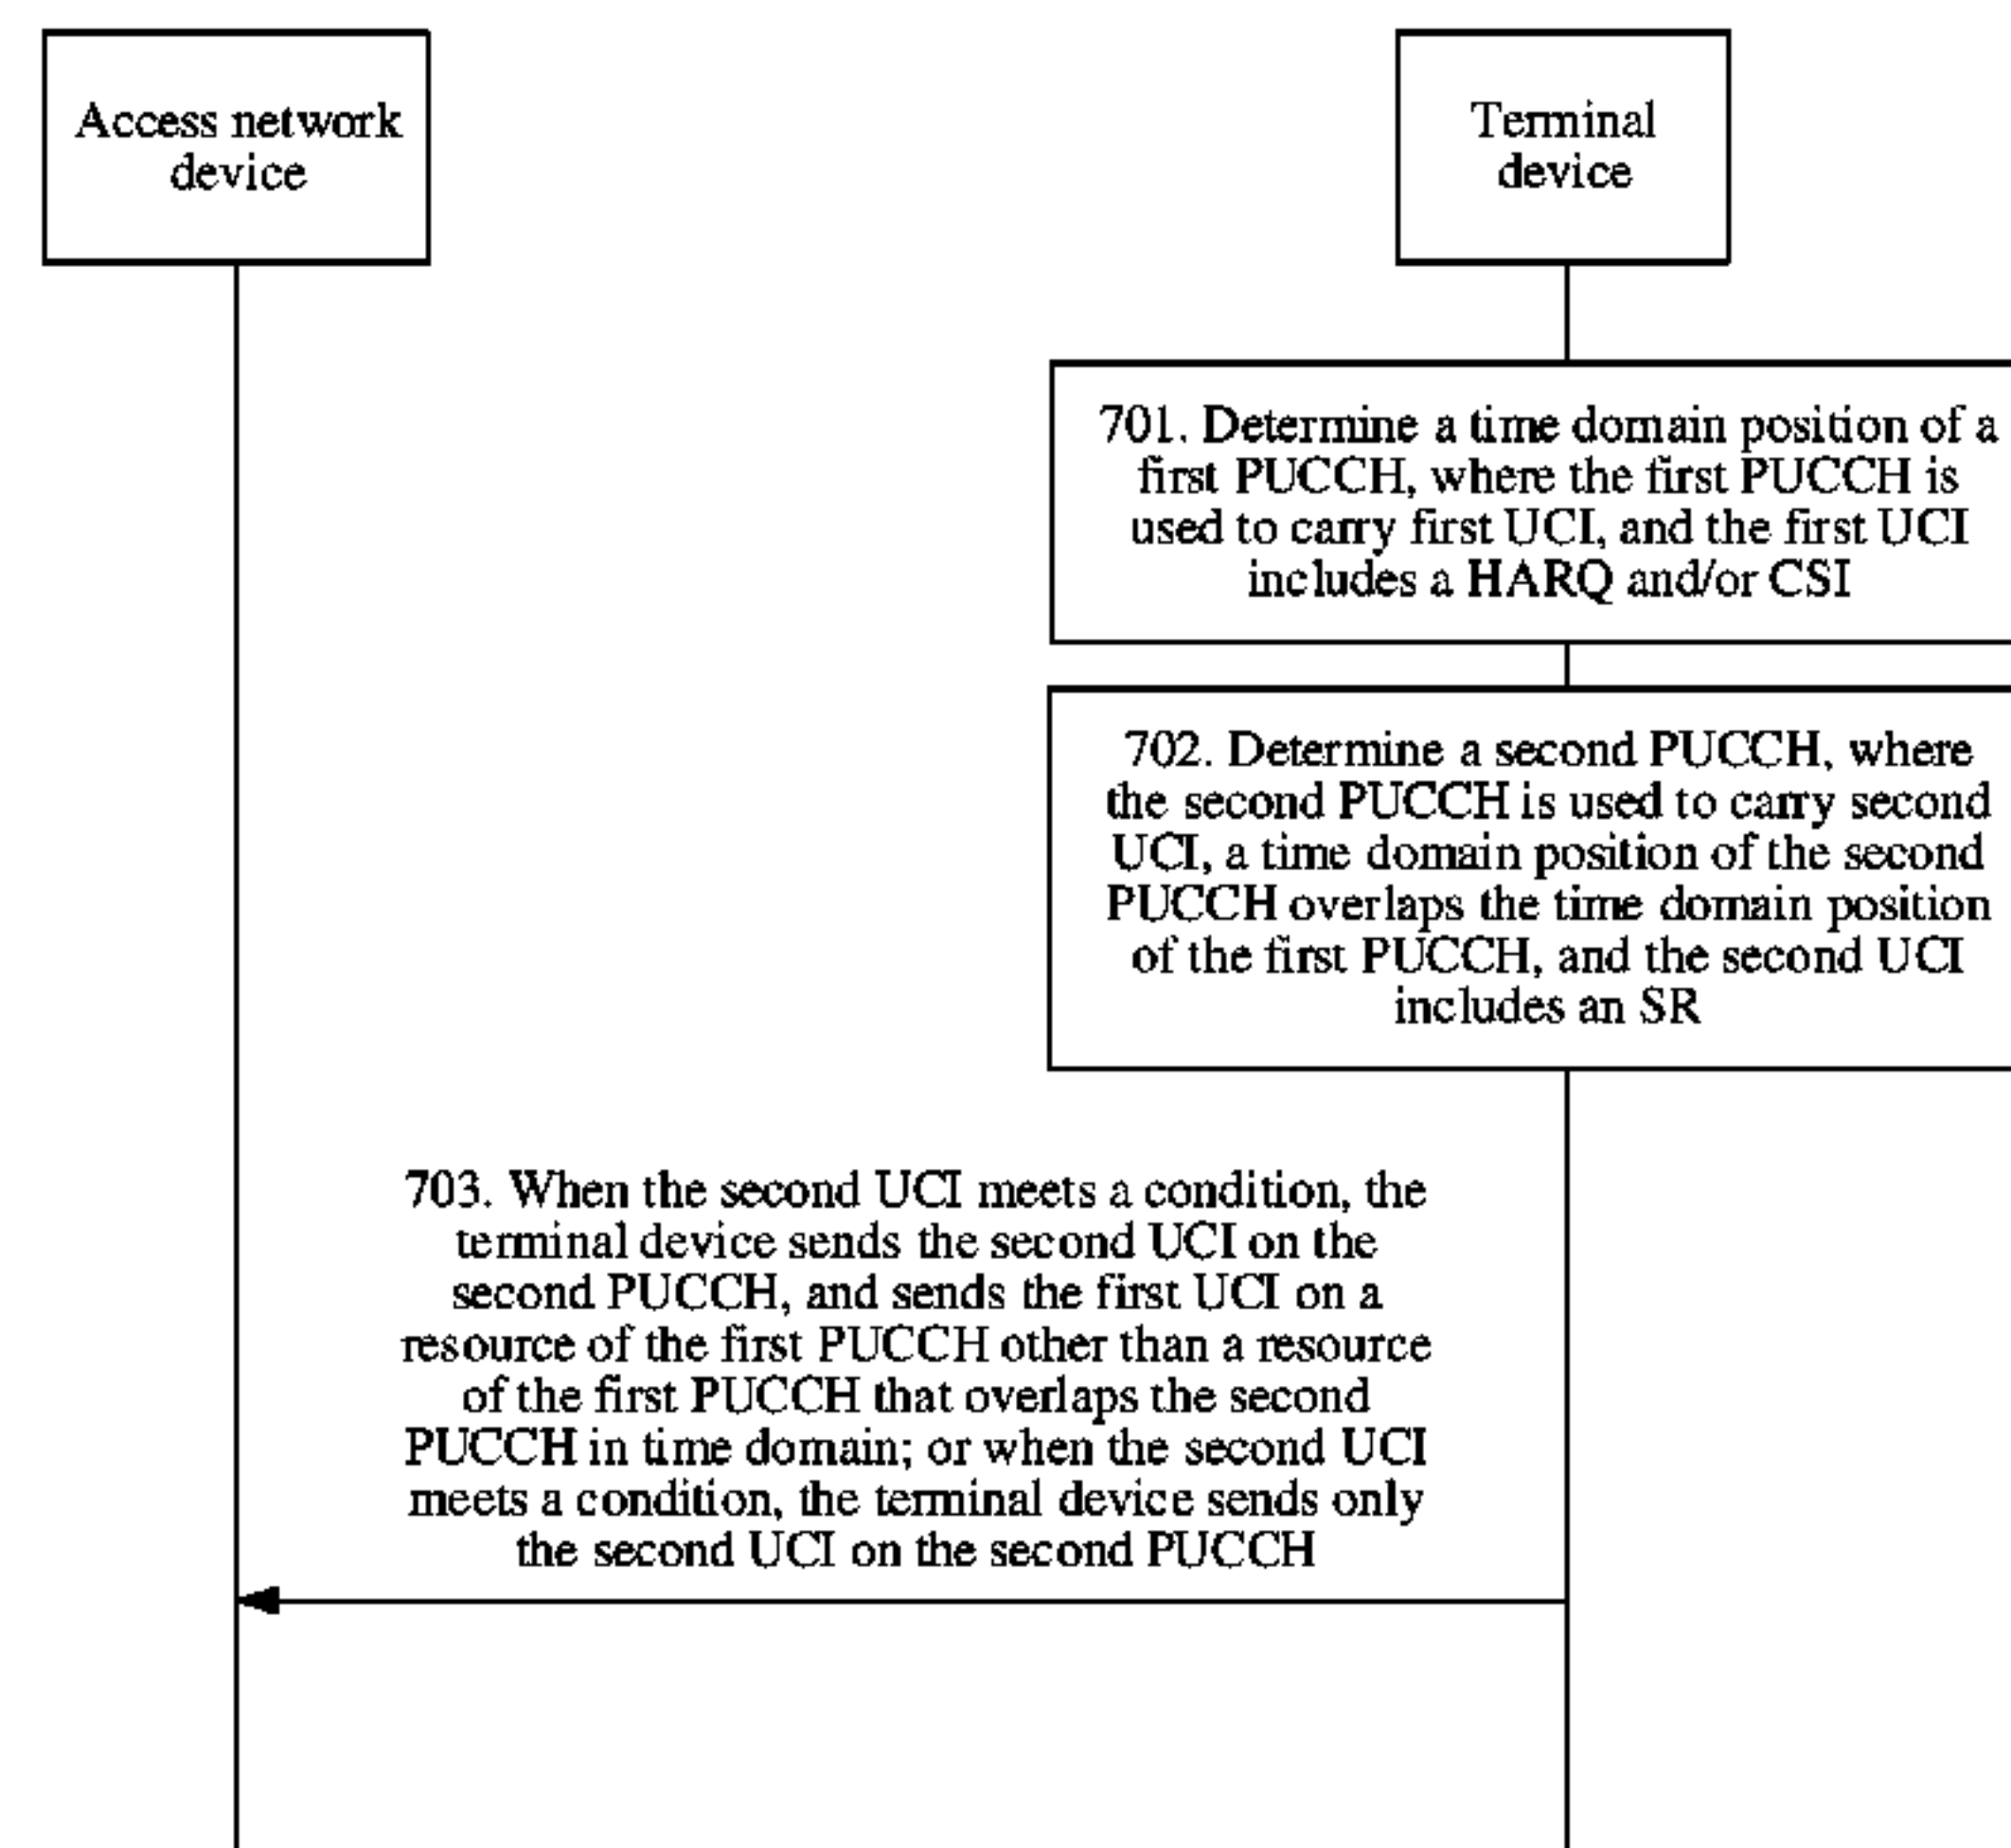 Access network
device
Terminal
device
701. Determine a time domain position of a
first PUCCH, where the first PUCCH is
used to carry first UCI, and the first UCI
includes a HARQ and/or CSI
702. Determine a second PUCCH, where
the second PUCCH is used to carry second
UCI, a time domain position of the second
PUCCH overlaps the time domain position
of the first PUCCH, and the second UCI
includes an SR
703. When the second UCI meets a condition, the
terminal device sends the second UCI on the
second PUCCH, and sends the first UCI on a
resource of the first PUCCH other than a resource
of the first PUCCH that overlaps the second
PUCCH in time domain; or when the second UCI
meets a condition, the terminal device sends only
the second UCI on the second PUCCH